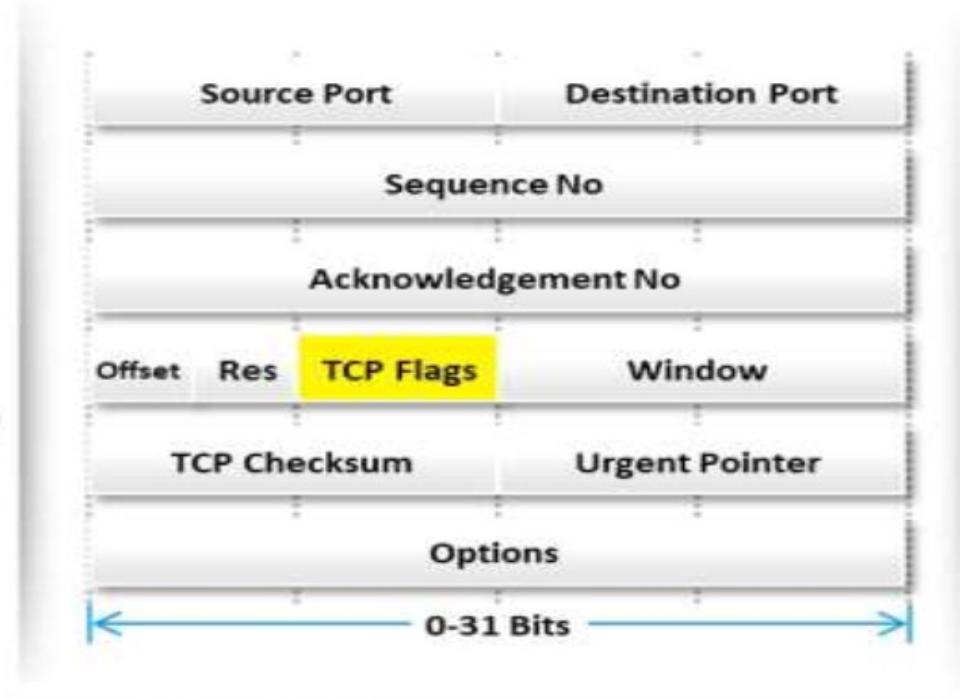 Source Port Destination Port
Sequence No
Acknowledgement No
Offset Res TCP Flags Window
TCP Checksum Urgent Pointer
Options
0-31 Bits